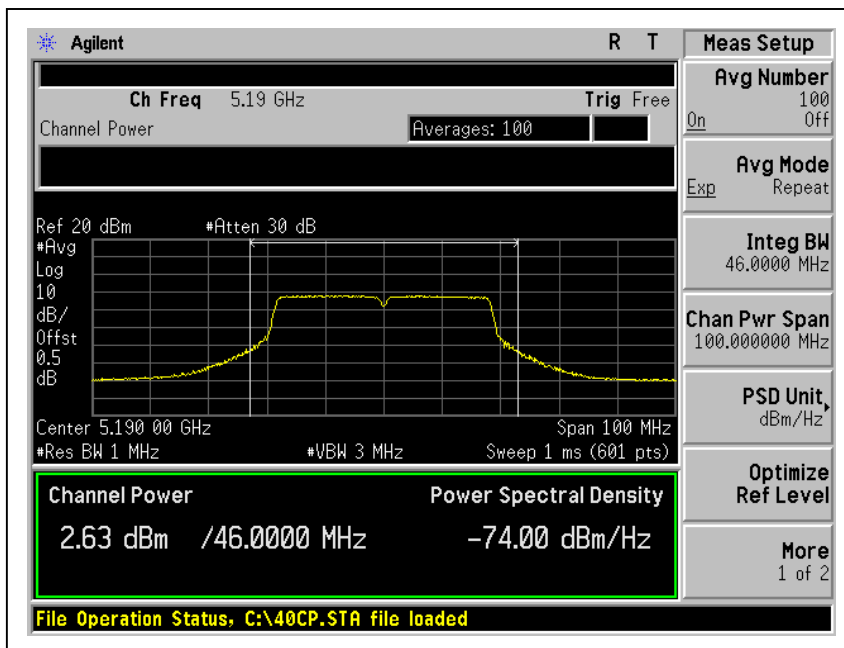 Agilent R T
Ch Freq 5.19 GHz Trig Free
Channel Power Averages: 100
Ref 20 dBm #Atten 30 dB
#Avg
Log
10
dB/
Offst
0.5
dB
Center 5.190 00 GHz Span 100 MHz
#Res BW 1 MHz #VBW 3 MHz Sweep 1 ms (601 pts)
Channel Power Power Spectral Density
2.63 dBm /46.0000 MHz -74.00 dBm/Hz
File Operation Status, C:\40CP.STA file loaded
Meas Setup
Avg Number
100
On Off
Avg Mode
Exp Repeat
Integ BW
46.0000 MHz
Chan Pwr Span
100.000000 MHz
PSD Unit
dBm/Hz
Optimize
Ref Level
More
1 of 2